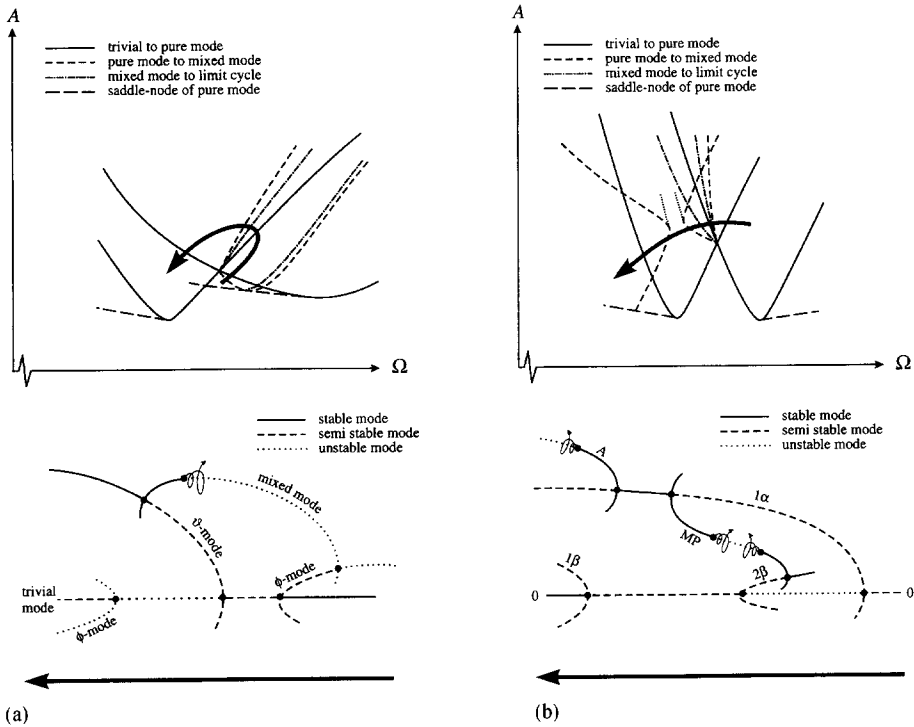 A
trivial to pure mode
pure mode to mixed mode
mixed mode to limit cycle
saddle-node of pure mode
Ω
A
trivial to pure mode
pure mode to mixed mode
mixed mode to limit cycle
saddle-node of pure mode
Ω
stable mode
semi stable mode
unstable mode
mixed mode
ϑ-mode
ϕ-mode
trivial
mode
ϕ-mode
(a)
stable mode
semi stable mode
unstable mode
A
1α
MP
1β
2β
0
0
(b)